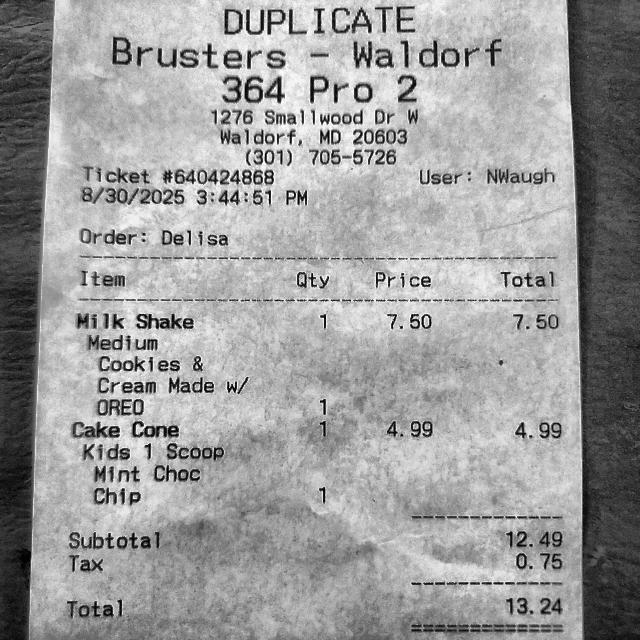 DUPLICATE
Brusters - Waldorf
364 Pro 2
1276 Smallwood Dr W
Waldorf, MD 20603
(301) 705-5726
Ticket #640424868 User: NWaugh
8/30/2025 3:44:51 PM
Order: Delisa
Item Qty Price Total
Milk Shake 1 7.50 7.50
Medium
Cookies &
Cream Made w/
OREO 1
Cake Cone 1 4.99 4.99
Kids 1 Scoop
Mint Choc
Chip 1
Subtotal 12.49
Tax 0.75
Total 13.24